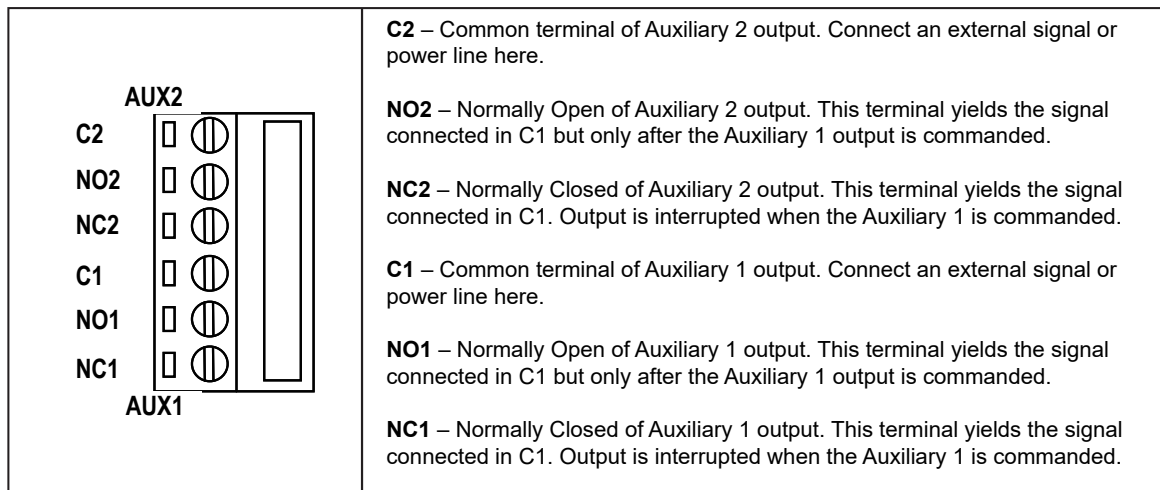 AUX2
C2
NO2
NC2
C1
NO1
NC1
AUX1
C2 – Common terminal of Auxiliary 2 output. Connect an external signal or
power line here.
NO2 – Normally Open of Auxiliary 2 output. This terminal yields the signal
connected in C1 but only after the Auxiliary 1 output is commanded.
NC2 – Normally Closed of Auxiliary 2 output. This terminal yields the signal
connected in C1. Output is interrupted when the Auxiliary 1 is commanded.
C1 – Common terminal of Auxiliary 1 output. Connect an external signal or
power line here.
NO1 – Normally Open of Auxiliary 1 output. This terminal yields the signal
connected in C1 but only after the Auxiliary 1 output is commanded.
NC1 – Normally Closed of Auxiliary 1 output. This terminal yields the signal
connected in C1. Output is interrupted when the Auxiliary 1 is commanded.